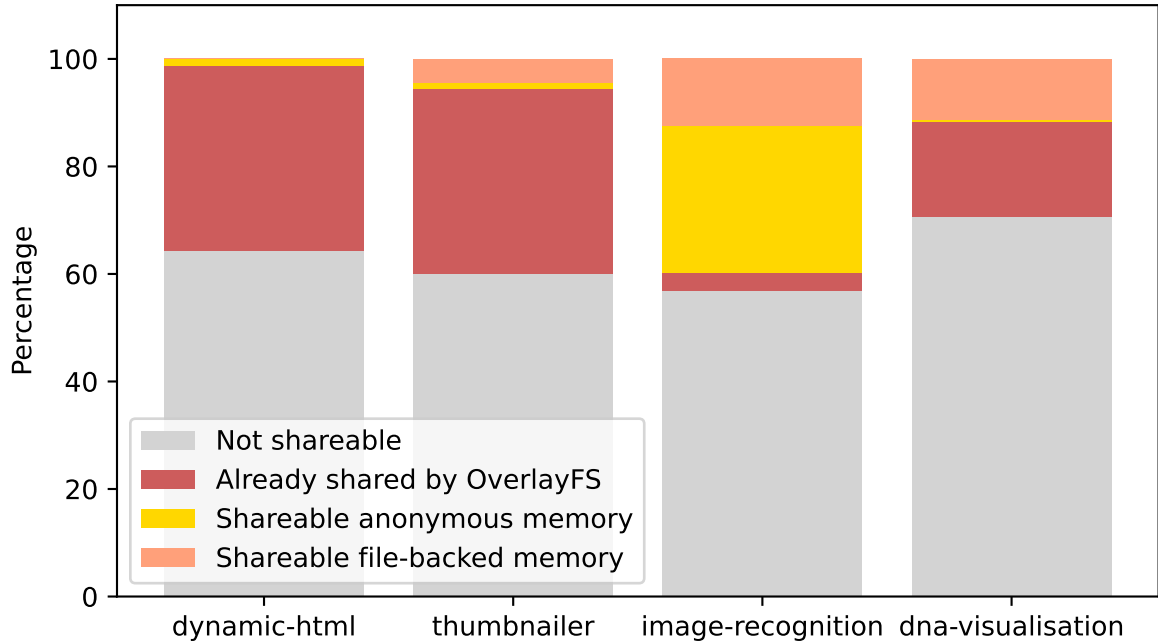 100
80
60
40
20
0
Percentage
Not shareable
Already shared by OverlayFS
Shareable anonymous memory
Shareable file-backed memory
dynamic-html thumbnailer image-recognition dna-visualisation